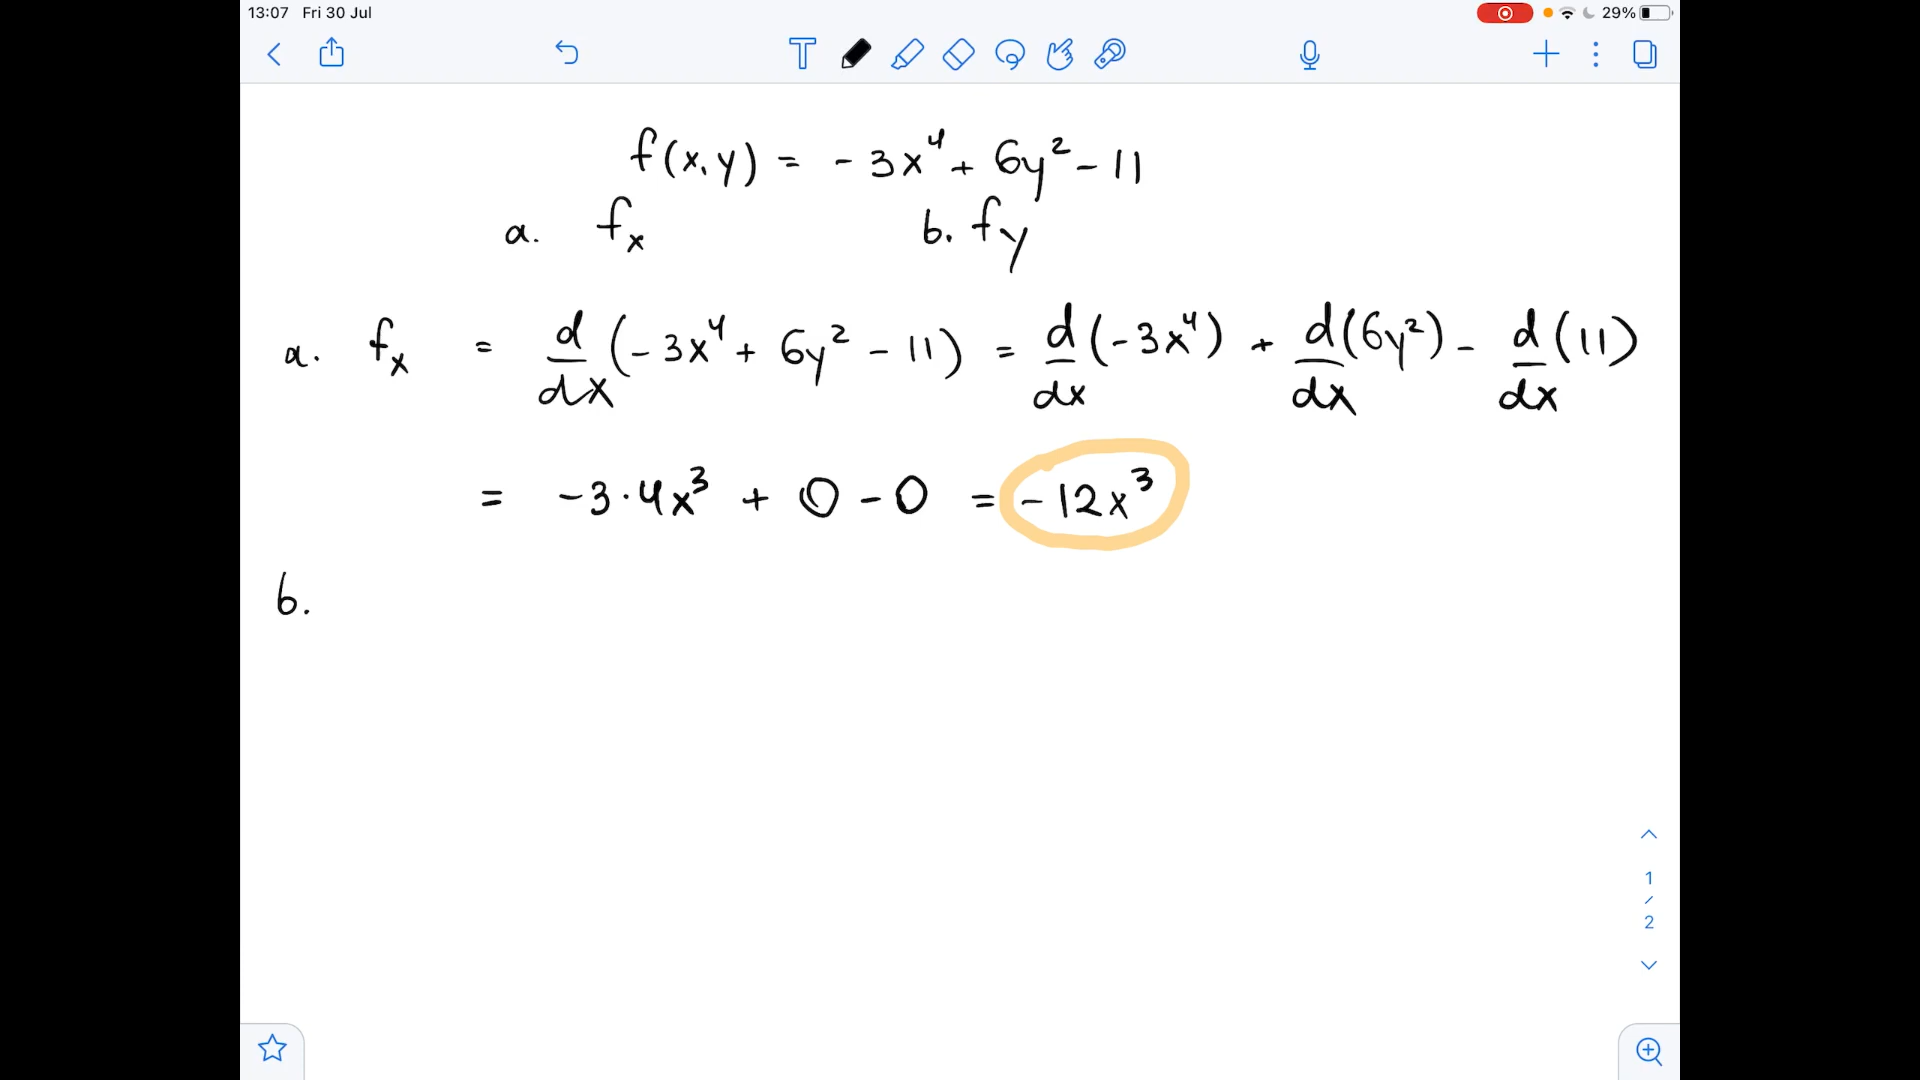 13:07 Fri 30 Jul 29%
T
f(x,y) = -3x⁴ + 6y² - 11
a. fₓ b. f_y
a. fₓ = d/dx (-3x⁴ + 6y² - 11) = d/dx (-3x⁴) + d/dx (6y²) - d/dx (11)
= -3·4x³ + 0 - 0 = -12x³
b.
1
/
2